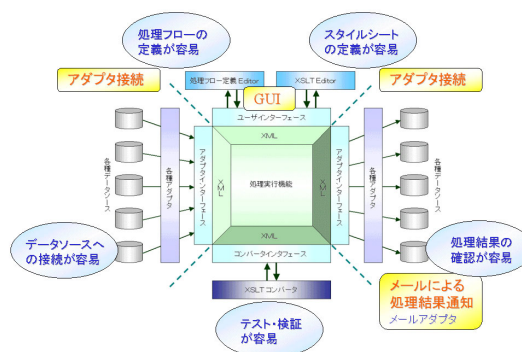 処理フローの
定義が容易
スタイルシート
の定義が容易
アダプタ接続
処理フロー定義Editor
XSLT Editor
アダプタ接続
GUI
ユーザインターフェース
XML
各種データソース
各種アダプタ
アダプタインターフェース
XML
処理実行機能
XML
アダプタインターフェース
各種アダプタ
各種データソース
XML
コンバータインタフェース
データソースへ
の接続が容易
処理結果の
確認が容易
XSLT コンバータ
メールによる
処理結果通知
メールアダプタ
テスト・検証
が容易